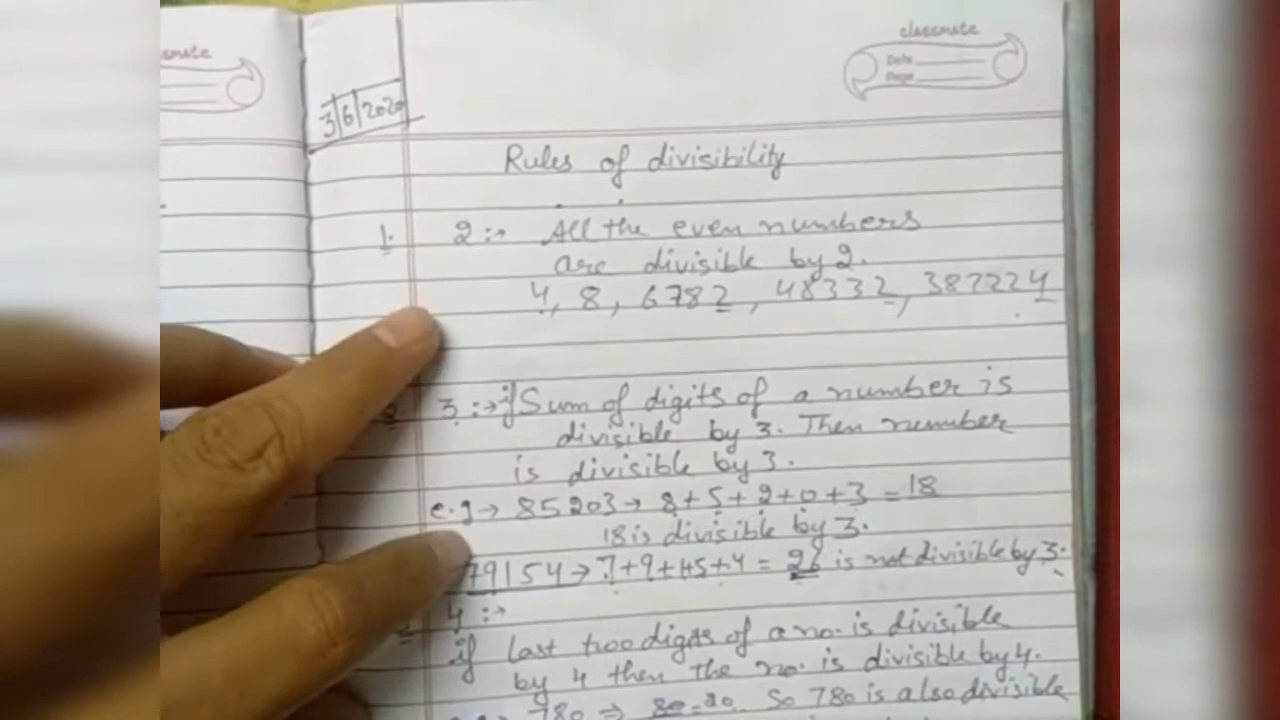 classmate
Date
Page
3/6/2020
Rules of divisibility
1. 2:→ All the even numbers
are divisible by 2.
4, 8, 6782, 48332, 387224
3:→ if Sum of digits of a number is
divisible by 3. Then number
is divisible by 3.
e.g → 85203 → 8+5+2+0+3 = 18
18 is divisible by 3.
79154 → 7+9+1+5+4 = 26 is not divisible by 3.
4:→
if last two digits of a no. is divisible
by 4 then the no. is divisible by 4.
780 ⇒ So 780 is also divisible